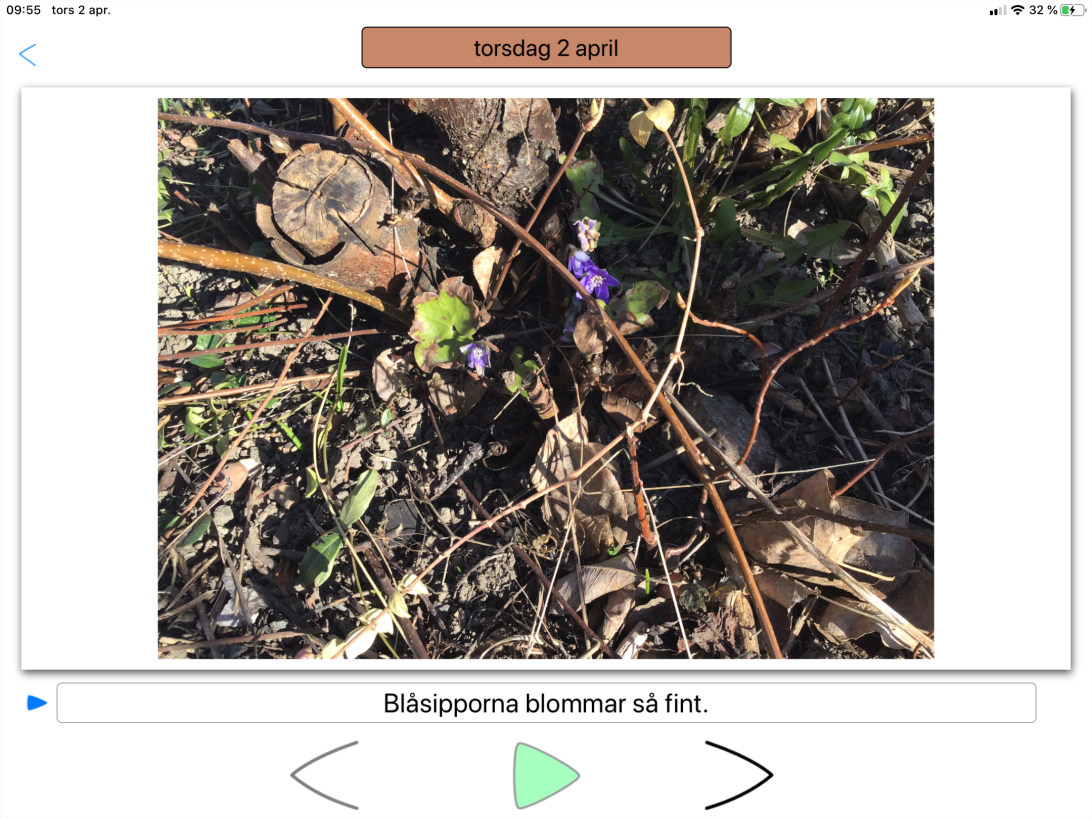 09:55 tors 2 apr.
32 %
torsdag 2 april
Blåsipporna blommar så fint.